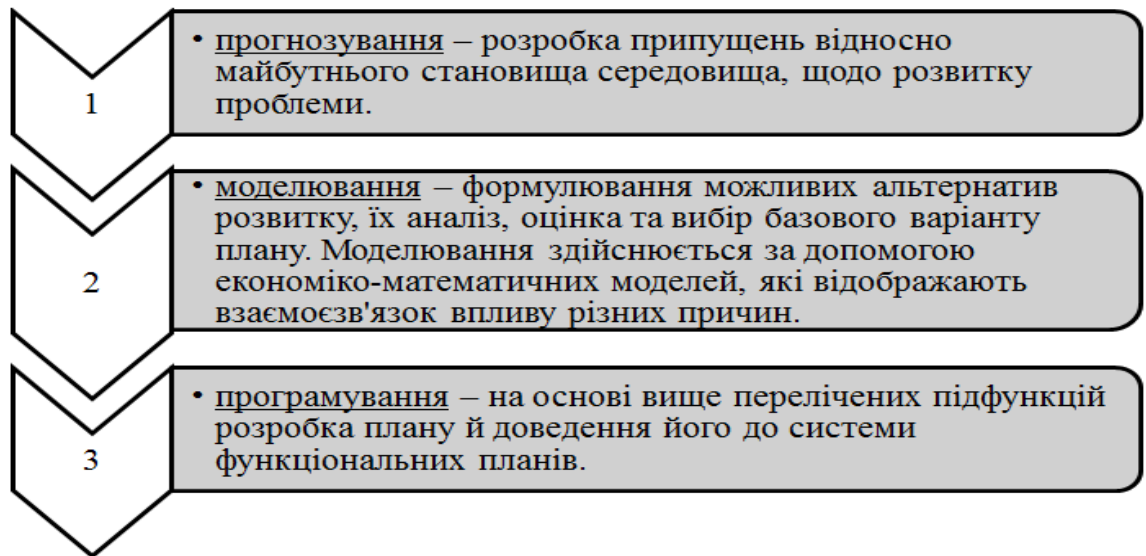 1
• прогнозування – розробка припущень відносно
майбутнього становища середовища, щодо розвитку
проблеми.
2
• моделювання – формулювання можливих альтернатив
розвитку, їх аналіз, оцінка та вибір базового варіанту
плану. Моделювання здійснюється за допомогою
економіко-математичних моделей, які відображають
взаємоєзв'язок впливу різних причин.
3
• програмування – на основі вище перелічених підфункцій
розробка плану й доведення його до системи
функціональних планів.